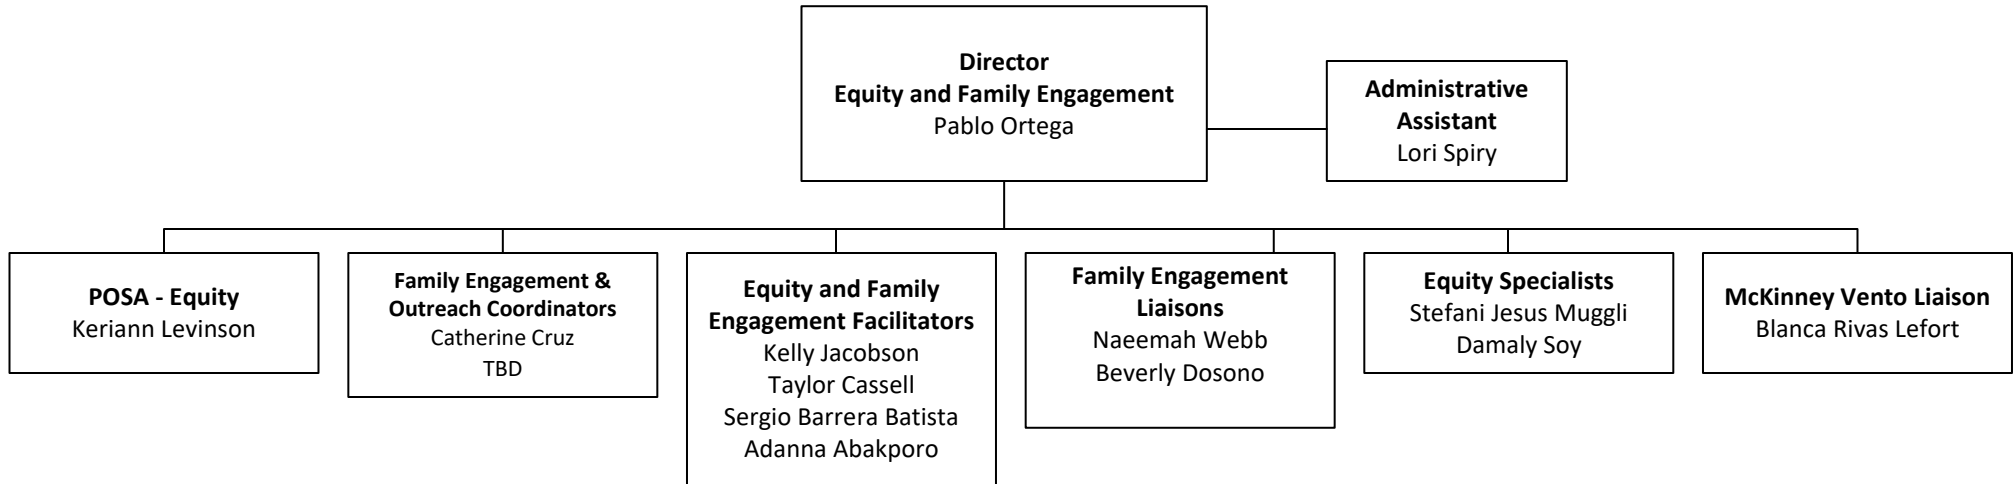 Director
Equity and Family Engagement
Pablo Ortega
Administrative
Assistant
Lori Spiry
POSA - Equity
Keriann Levinson
Family Engagement &
Outreach Coordinators
Catherine Cruz
TBD
Equity and Family
Engagement Facilitators
Kelly Jacobson
Taylor Cassell
Sergio Barrera Batista
Adanna Abakporo
Family Engagement
Liaisons
Naeemah Webb
Beverly Dosono
Equity Specialists
Stefani Jesus Muggli
Damaly Soy
McKinney Vento Liaison
Blanca Rivas Lefort